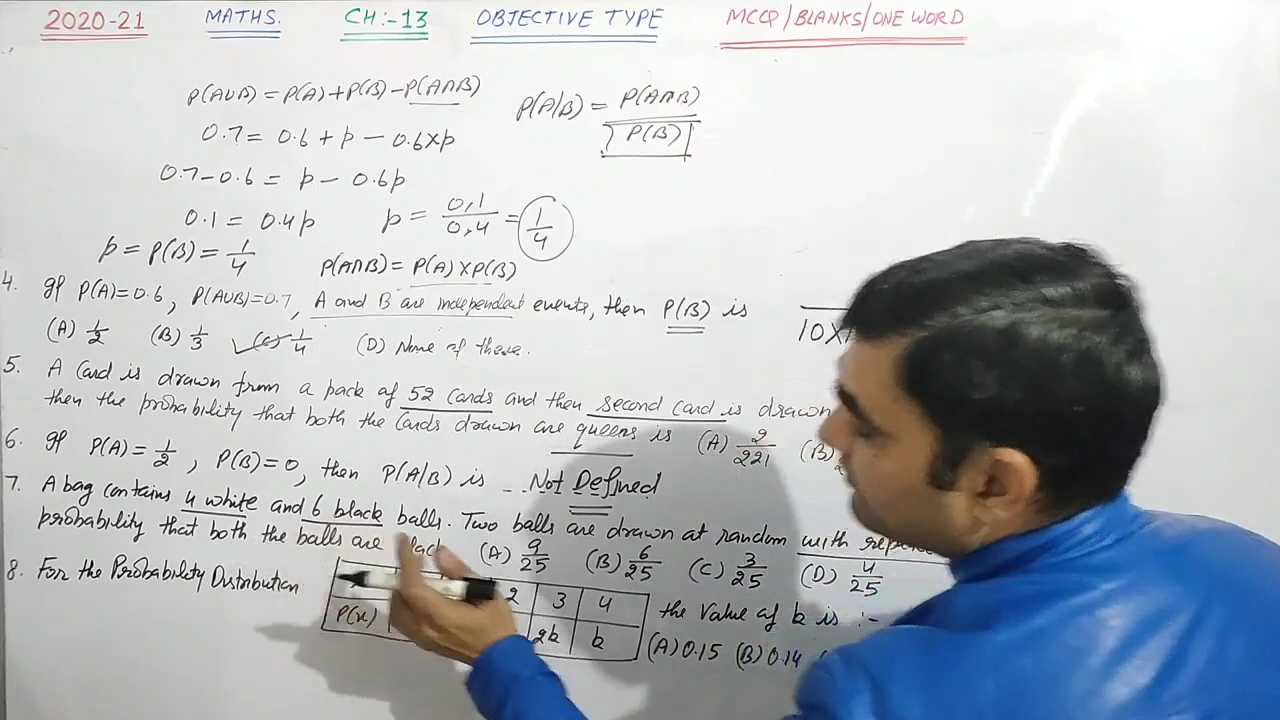 2020-21 MATHS. CH:-13 OBJECTIVE TYPE MCQ/BLANKS/ONE WORD
P(A∪B) = P(A)+P(B)-P(A∩B)
0.7 = 0.6 + p - 0.6×p
0.7-0.6 = p - 0.6p
0.1 = 0.4p p = 0.1/0.4 = 1/4
p = P(B) = 1/4
P(A|B) = P(A∩B)/P(B)
P(A∩B) = P(A)×P(B)
4. If P(A)=0.6, P(A∪B)=0.7, A and B are independent events, then P(B) is
(A) 1/2 (B) 1/3 (C) 1/4 (D) None of these.
5. A Card is drawn from a pack of 52 Cards and then second Card is drawn
then the probability that both the Cards drawn are queens is (A) 2/221 (B)
6. If P(A)=1/2, P(B)=0, then P(A/B) is ... Not Defined
7. A bag contains 4 white and 6 black balls. Two balls are drawn at random with
probability that both the balls are (A) 9/25 (B) 6/25 (C) 3/25 (D) 4/25
8. For the Probability Distribution
2 3 4
P(x) 2k k
the value of k is :-
(A) 0.15 (B) 0.14